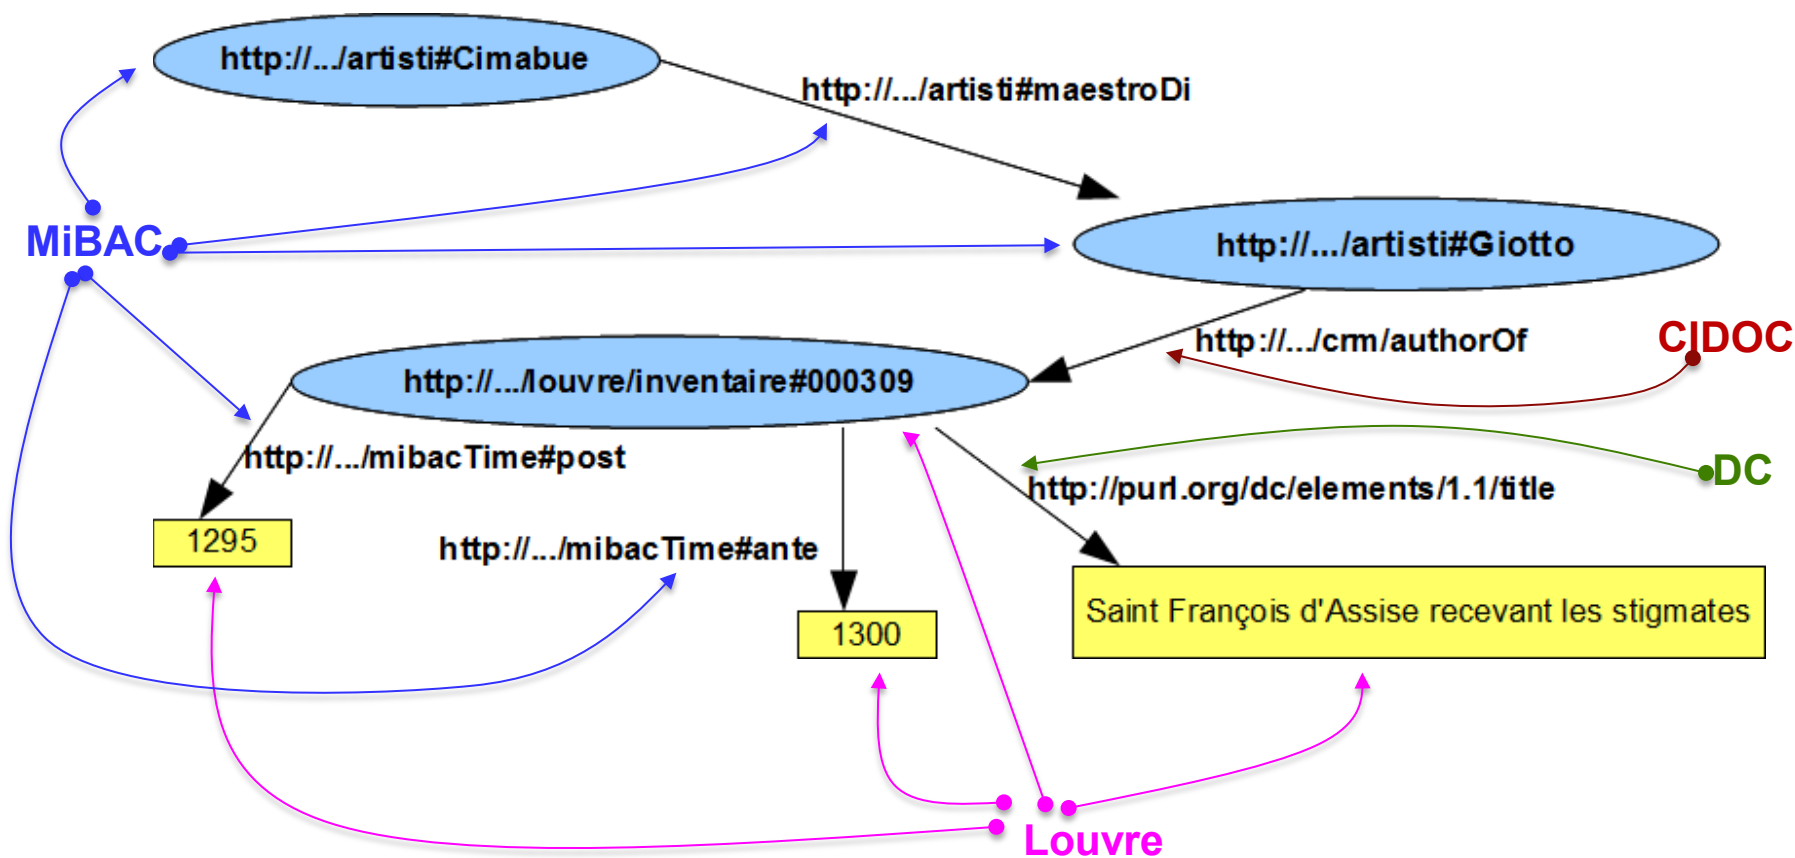 http://.../artisti#Cimabue
http://.../artisti#maestroDi
MiBAC
http://.../artisti#Giotto
http://.../crm/authorOf
CIDOC
http://.../louvre/inventaire#000309
http://.../mibacTime#post
DC
http://purl.org/dc/elements/1.1/title
1295
http://.../mibacTime#ante
Saint François d'Assise recevant les stigmates
1300
Louvre